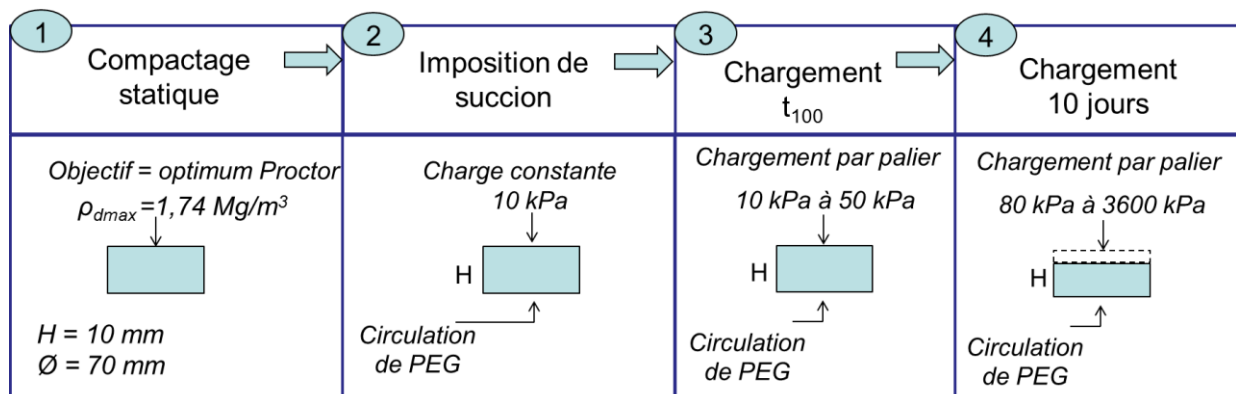 1
Compactage
statique
2
Imposition de
succion
3
Chargement
t₁₀₀
4
Chargement
10 jours
Objectif = optimum Proctor
ρdmax =1,74 Mg/m³
H = 10 mm
Ø = 70 mm
Charge constante
10 kPa
H
Circulation
de PEG
Chargement par palier
10 kPa à 50 kPa
H
Circulation
de PEG
Chargement par palier
80 kPa à 3600 kPa
H
Circulation
de PEG